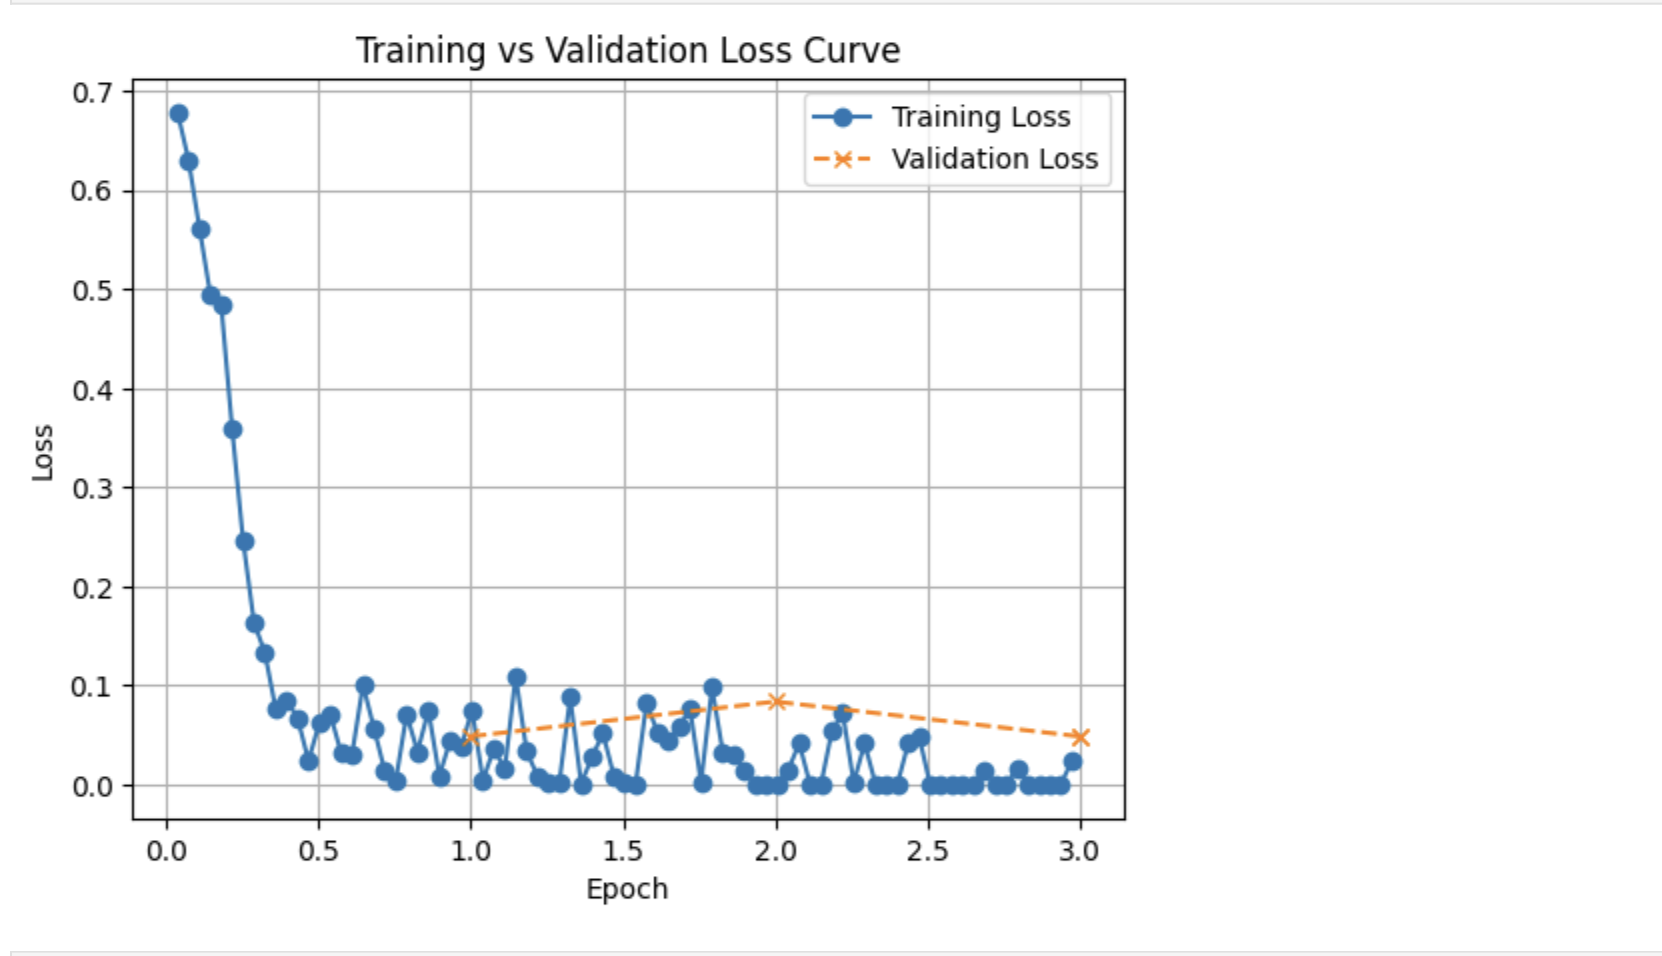 Training vs Validation Loss Curve
Training Loss
Validation Loss
0.7
0.6
0.5
0.4
0.3
0.2
0.1
0.0
Loss
0.0 0.5 1.0 1.5 2.0 2.5 3.0
Epoch